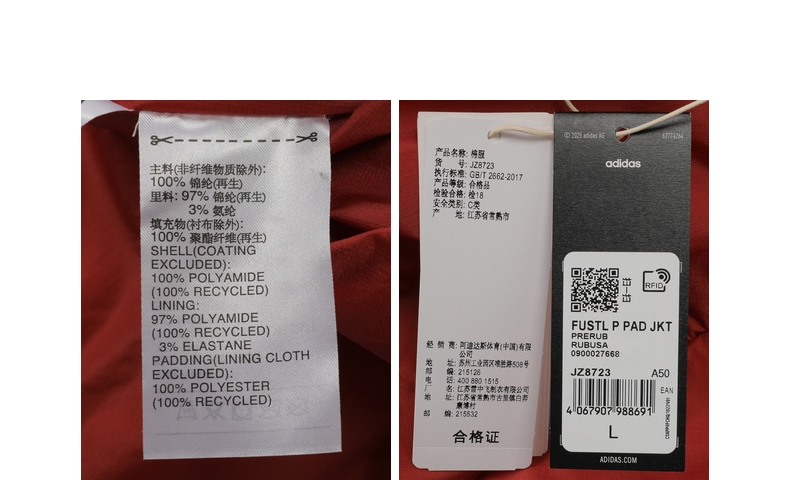 主料(非纤维物质除外):
100% 锦纶(再生)
里料: 97% 锦纶(再生)
3% 氨纶
填充物(衬布除外):
100% 聚酯纤维(再生)
SHELL(COATING
EXCLUDED):
100% POLYAMIDE
(100% RECYCLED)
LINING:
97% POLYAMIDE
(100% RECYCLED)
3% ELASTANE
PADDING(LINING CLOTH
EXCLUDED):
100% POLYESTER
(100% RECYCLED)
产品名称: 棉服
货 号: JZ8723
执行标准: GB/T 2662-2017
产品等级: 合格品
检验合格: 检18
安全类别: C类
产 地: 江苏省常熟市
经 销 商: 阿迪达斯体育(中国)有限
公司
地 址: 苏州工业园区唯胜路508号
邮 编: 215126
电 话: 400 880 1515
厂 名: 江苏雷中飞制衣有限公司
地 址: 江苏省常熟市古里镇白茆
康博村
邮 编: 215532
合格证
© 2025 adidas AG
62774264
adidas
RFID
FUSTL P PAD JKT
PRERUB
RUBUSA
0900027668
JZ8723 A50
EAN
4 067907 988691
L
ADIDAS.COM